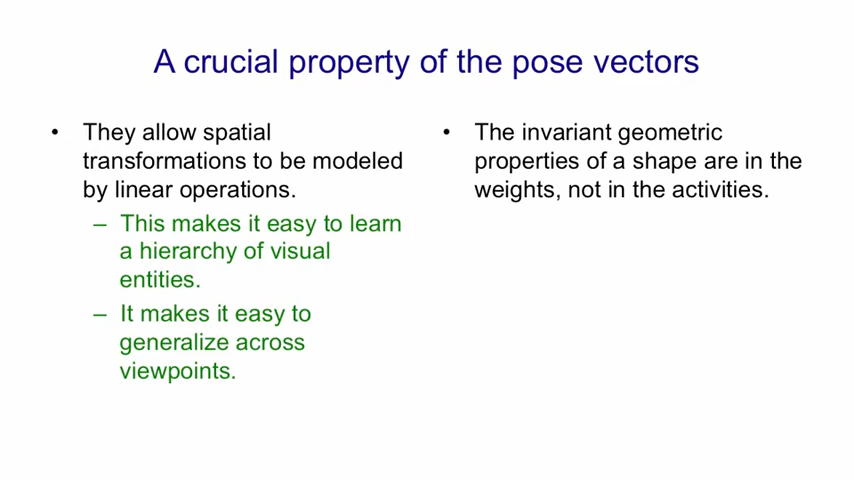 A crucial property of the pose vectors
• They allow spatial
transformations to be modeled
by linear operations.
– This makes it easy to learn
a hierarchy of visual
entities.
– It makes it easy to
generalize across
viewpoints.
• The invariant geometric
properties of a shape are in the
weights, not in the activities.